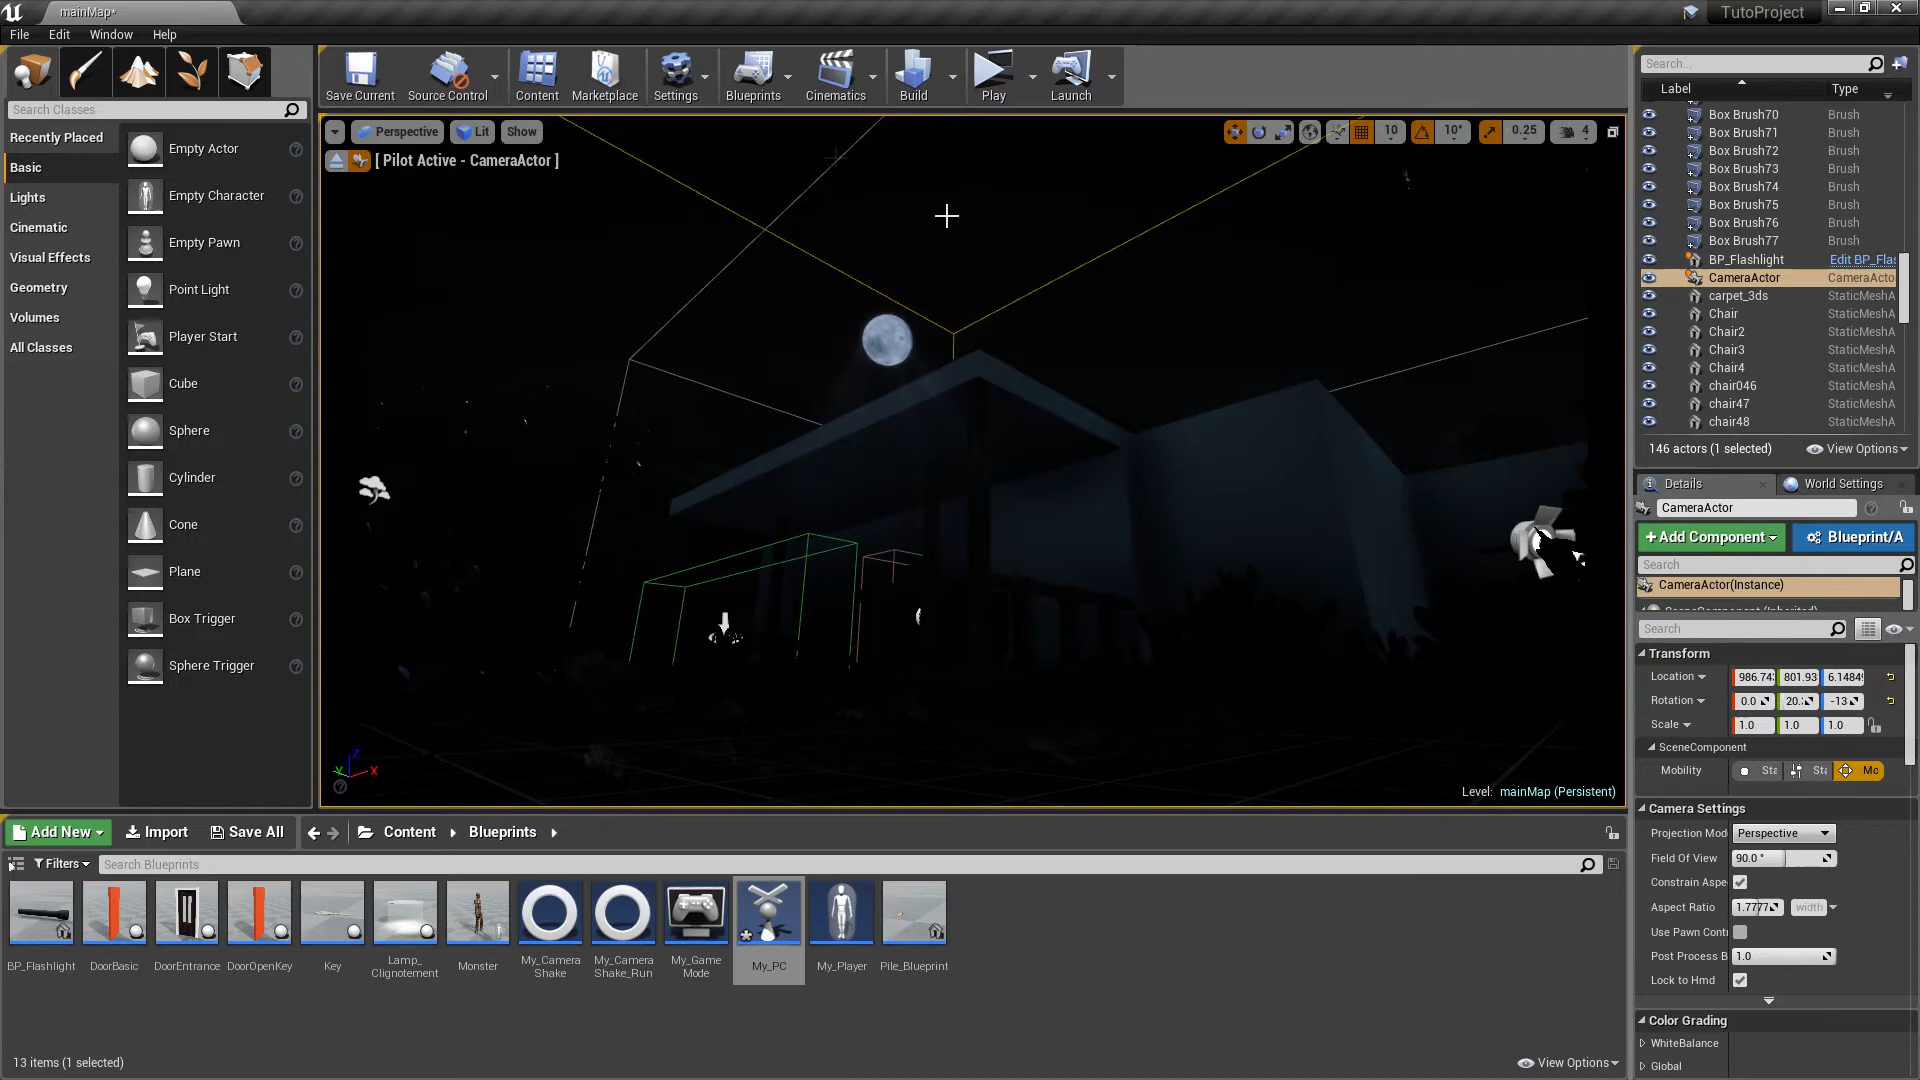 mainMap*
TutoProject
File Edit Window Help
Search Classes
Recently Placed
Basic
Lights
Cinematic
Visual Effects
Geometry
Volumes
All Classes
Empty Actor
Empty Character
Empty Pawn
Point Light
Player Start
Cube
Sphere
Cylinder
Cone
Plane
Box Trigger
Sphere Trigger
Save Current
Source Control
Content
Marketplace
Settings
Blueprints
Cinematics
Build
Play
Launch
Perspective Lit Show
10 10° 0.25 4
[ Pilot Active - CameraActor ]
Z
Y X
Level: mainMap (Persistent)
Search...
Label Type
Box Brush70 Brush
Box Brush71 Brush
Box Brush72 Brush
Box Brush73 Brush
Box Brush74 Brush
Box Brush75 Brush
Box Brush76 Brush
Box Brush77 Brush
BP_Flashlight Edit BP_Flas
CameraActor CameraActo
carpet_3ds StaticMeshA
Chair StaticMeshA
Chair2 StaticMeshA
Chair3 StaticMeshA
Chair4 StaticMeshA
chair046 StaticMeshA
chair47 StaticMeshA
chair48 StaticMeshA
146 actors (1 selected) View Options
Details World Settings
CameraActor
+Add Component Blueprint/A
Search
CameraActor(Instance)
SceneComponent (Inherited)
Search
Transform
Location 986.74 801.93 6.1484
Rotation 0.0 20. -13
Scale 1.0 1.0 1.0
SceneComponent
Mobility Sta Sta Mo
Camera Settings
Projection Mod Perspective
Field Of View 90.0 °
Constrain Aspe
Aspect Ratio 1.7777 width
Use Pawn Contr
Post Process B 1.0
Lock to Hmd
Color Grading
WhiteBalance
Global
Add New Import Save All Content Blueprints
Filters Search Blueprints
BP_Flashlight
DoorBasic
DoorEntrance
DoorOpenKey
Key
Lamp_
Clignotement
Monster
My_Camera
Shake
My_Camera
Shake_Run
My_Game
Mode
My_PC
My_Player
Pile_Blueprint
13 items (1 selected)
View Options